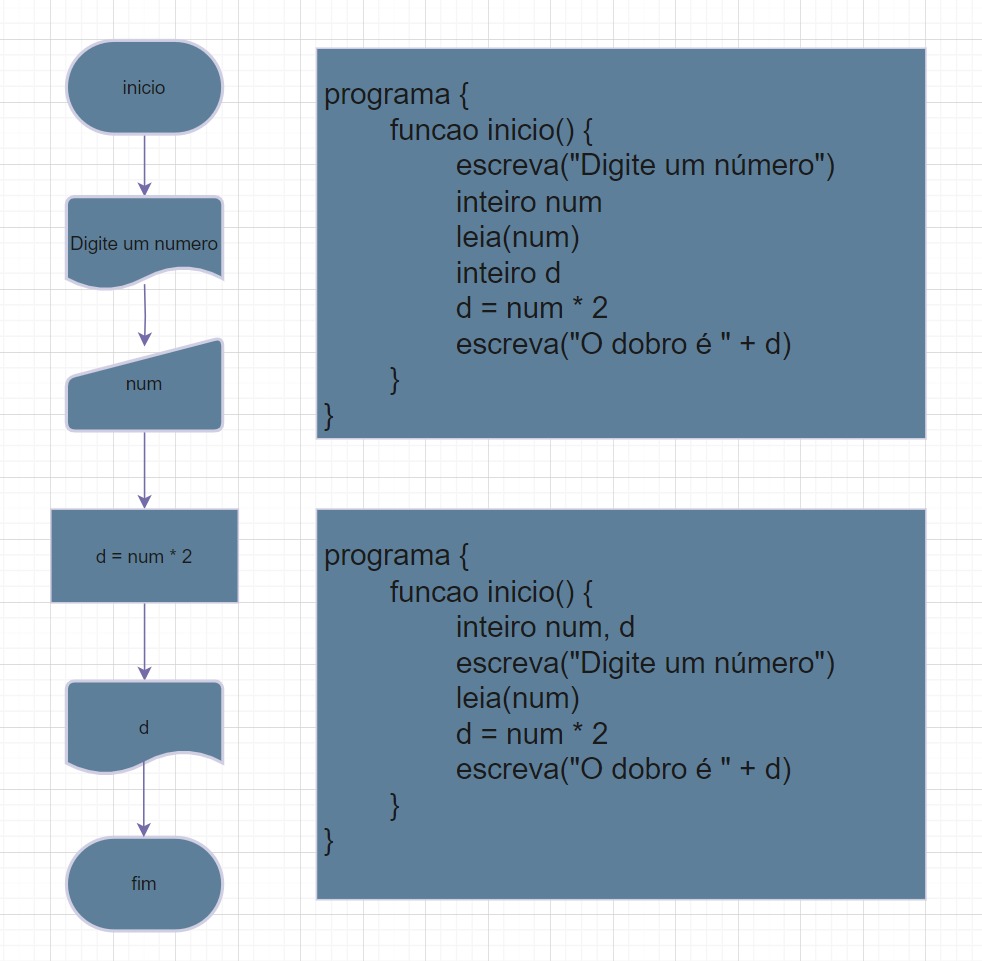 inicio
Digite um numero
num
d = num * 2
d
fim
programa {
funcao inicio() {
escreva("Digite um número")
inteiro num
leia(num)
inteiro d
d = num * 2
escreva("O dobro é " + d)
}
}
programa {
funcao inicio() {
inteiro num, d
escreva("Digite um número")
leia(num)
d = num * 2
escreva("O dobro é " + d)
}
}